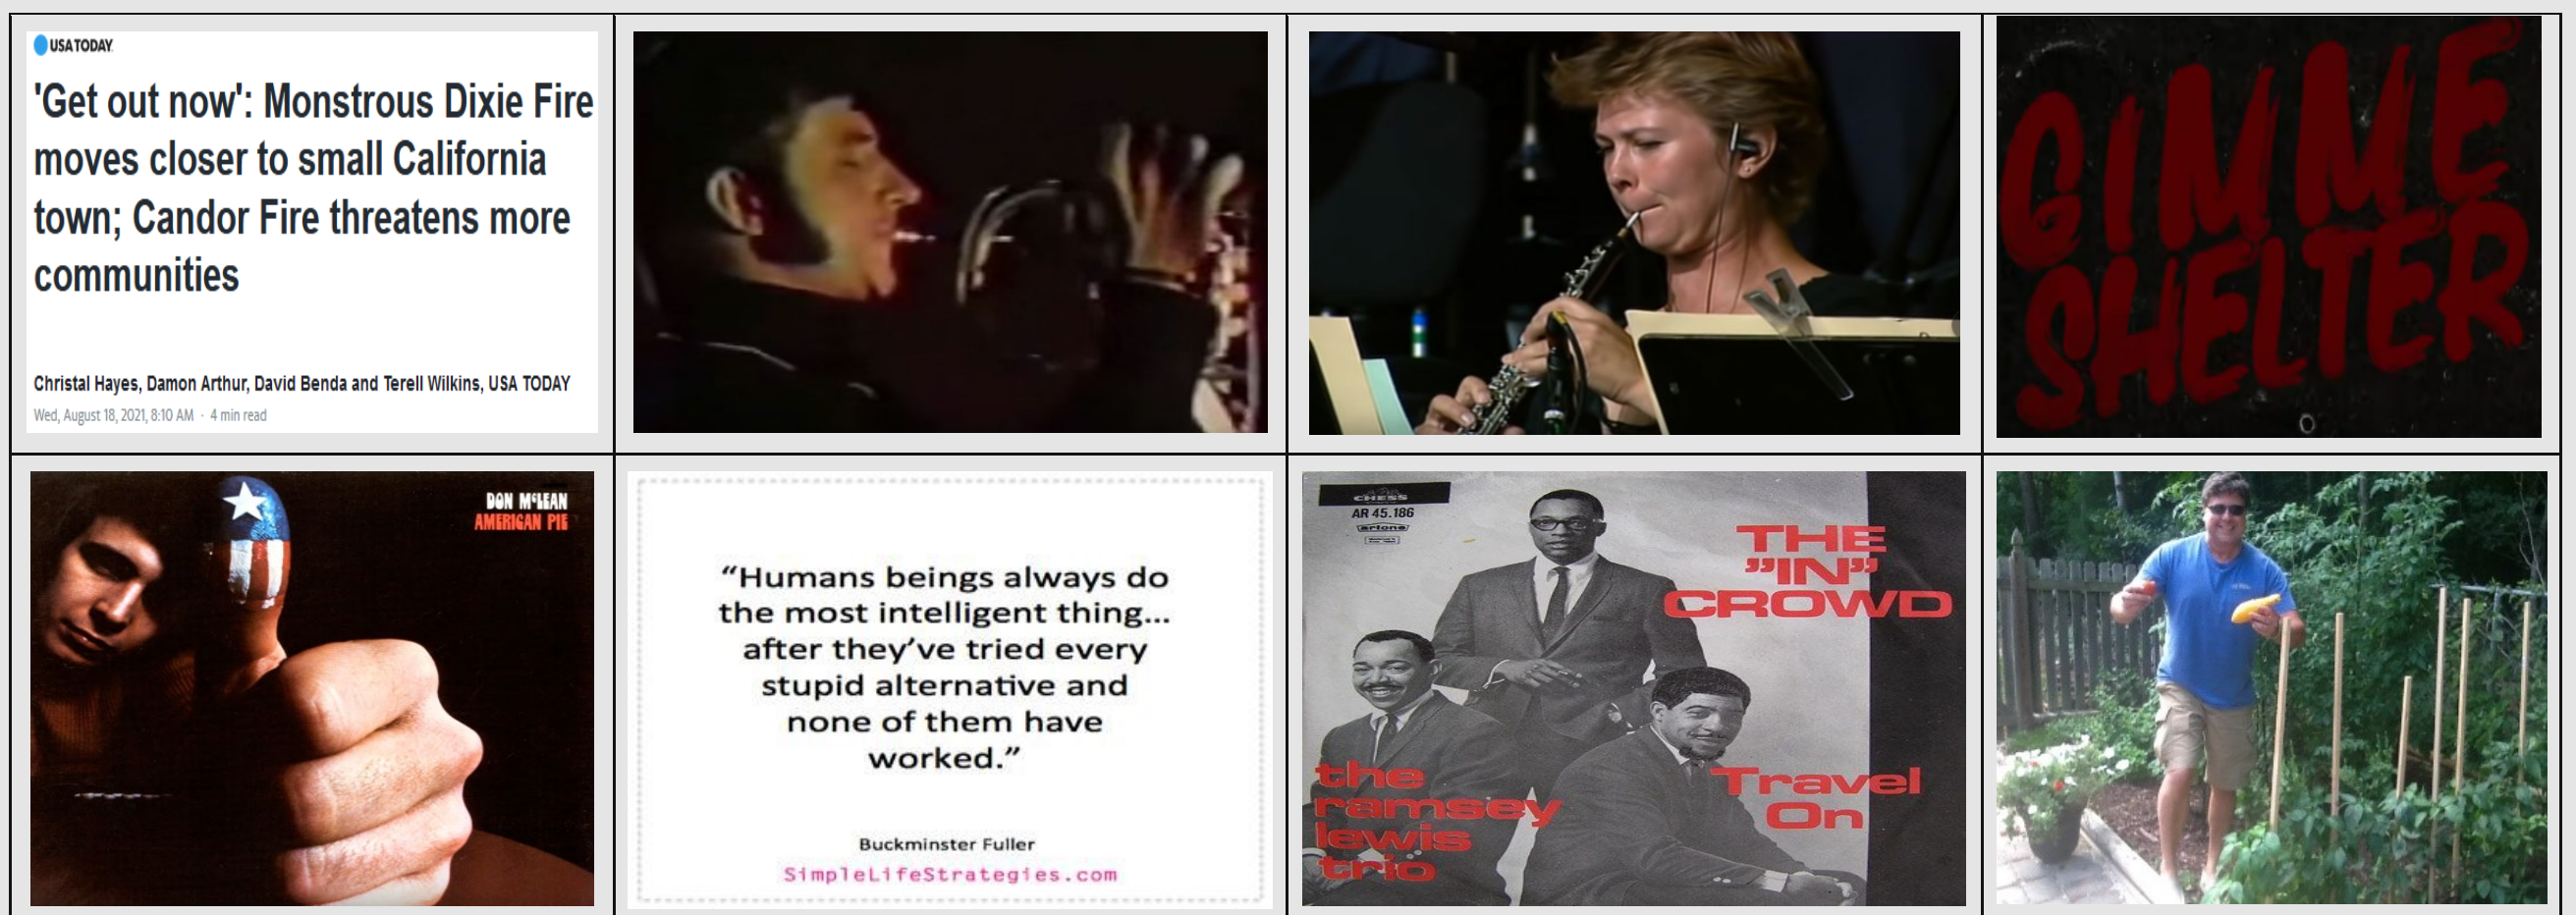 USA TODAY
'Get out now': Monstrous Dixie Fire
moves closer to small California
town; Candor Fire threatens more
communities
Christal Hayes, Damon Arthur, David Benda and Terell Wilkins, USA TODAY
Wed, August 18, 2021, 8:10 AM · 4 min read
GIMME
SHELTER
DON McLEAN
AMERICAN PIE
“Humans beings always do
the most intelligent thing...
after they’ve tried every
stupid alternative and
none of them have
worked.”
Buckminster Fuller
SimpleLifeStrategies.com
CHESS
AR 45.186
artone
THE
”IN”
CROWD
the
ramsey
lewis
trio
Travel
On